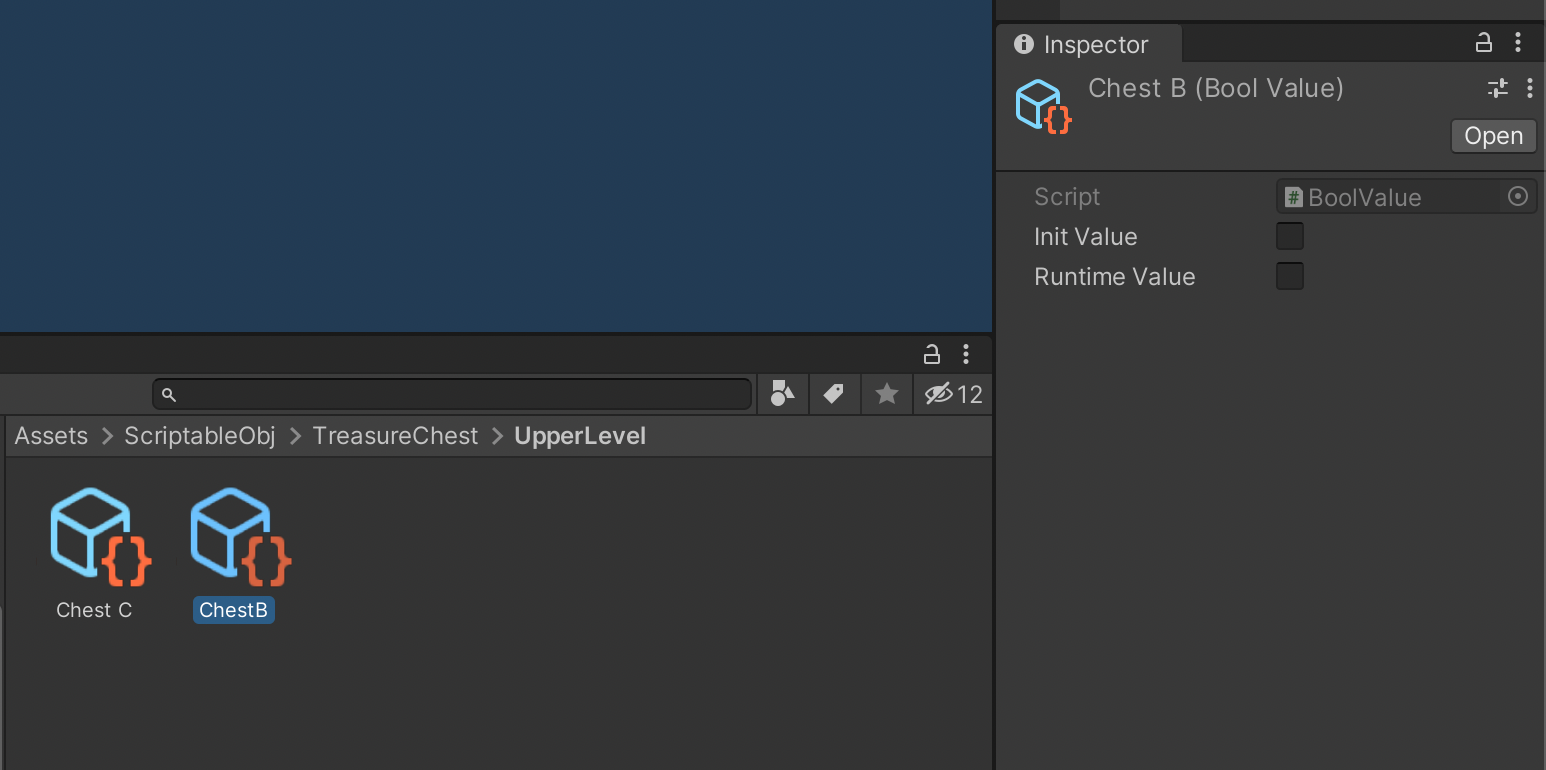 Inspector
Chest B (Bool Value)
Open
Script
# BoolValue
Init Value
Runtime Value
12
Assets > ScriptableObj > TreasureChest > UpperLevel
{} {}
Chest C ChestB